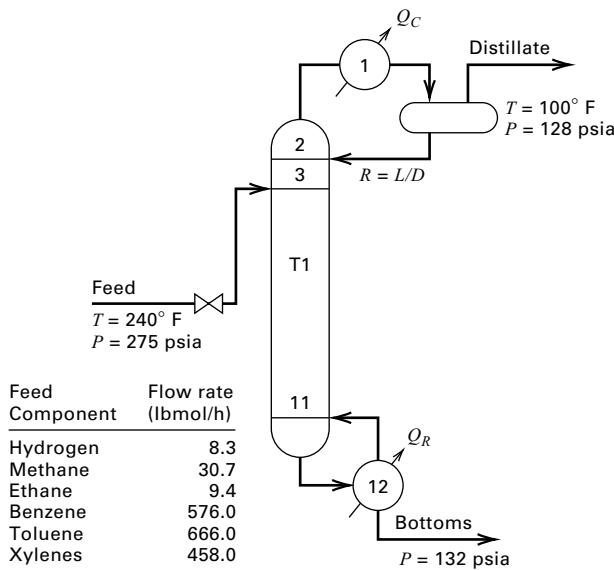 Q_C
1
Distillate
T = 100° F
P = 128 psia
2
3
R = L/D
T1
Feed
T = 240° F
P = 275 psia
11
Q_R
12
Bottoms
P = 132 psia
Feed Component Flow rate (lbmol/h)
Hydrogen 8.3
Methane 30.7
Ethane 9.4
Benzene 576.0
Toluene 666.0
Xylenes 458.0